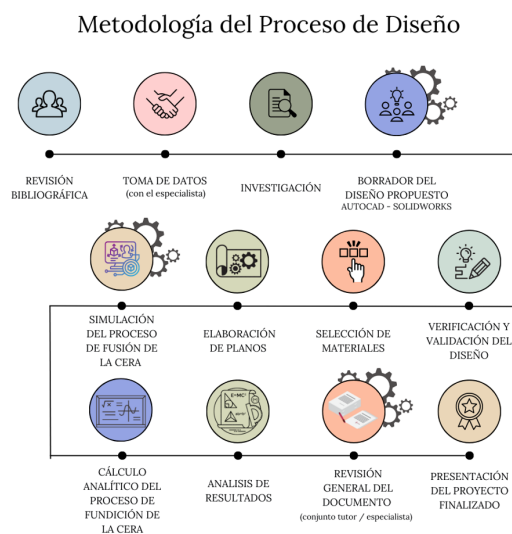 Metodología del Proceso de Diseño
REVISIÓN
BIBLIOGRÁFICA
TOMA DE DATOS
(con el especialista)
INVESTIGACIÓN
BORRADOR DEL
DISEÑO PROPUESTO
AUTOCAD - SOLIDWORKS
SIMULACIÓN
DEL PROCESO
DE FUSIÓN DE
LA CERA
ELABORACIÓN
DE PLANOS
SELECCIÓN DE
MATERIALES
VERIFICACIÓN Y
VALIDACIÓN DEL
DISEÑO
E=MC²
CÁLCULO
ANALÍTICO DEL
PROCESO DE
FUNDICIÓN DE
LA CERA
ANALISIS DE
RESULTADOS
REVISIÓN
GENERAL DEL
DOCUMENTO
(conjunto tutor / especialista)
PRESENTACIÓN
DEL PROYECTO
FINALIZADO